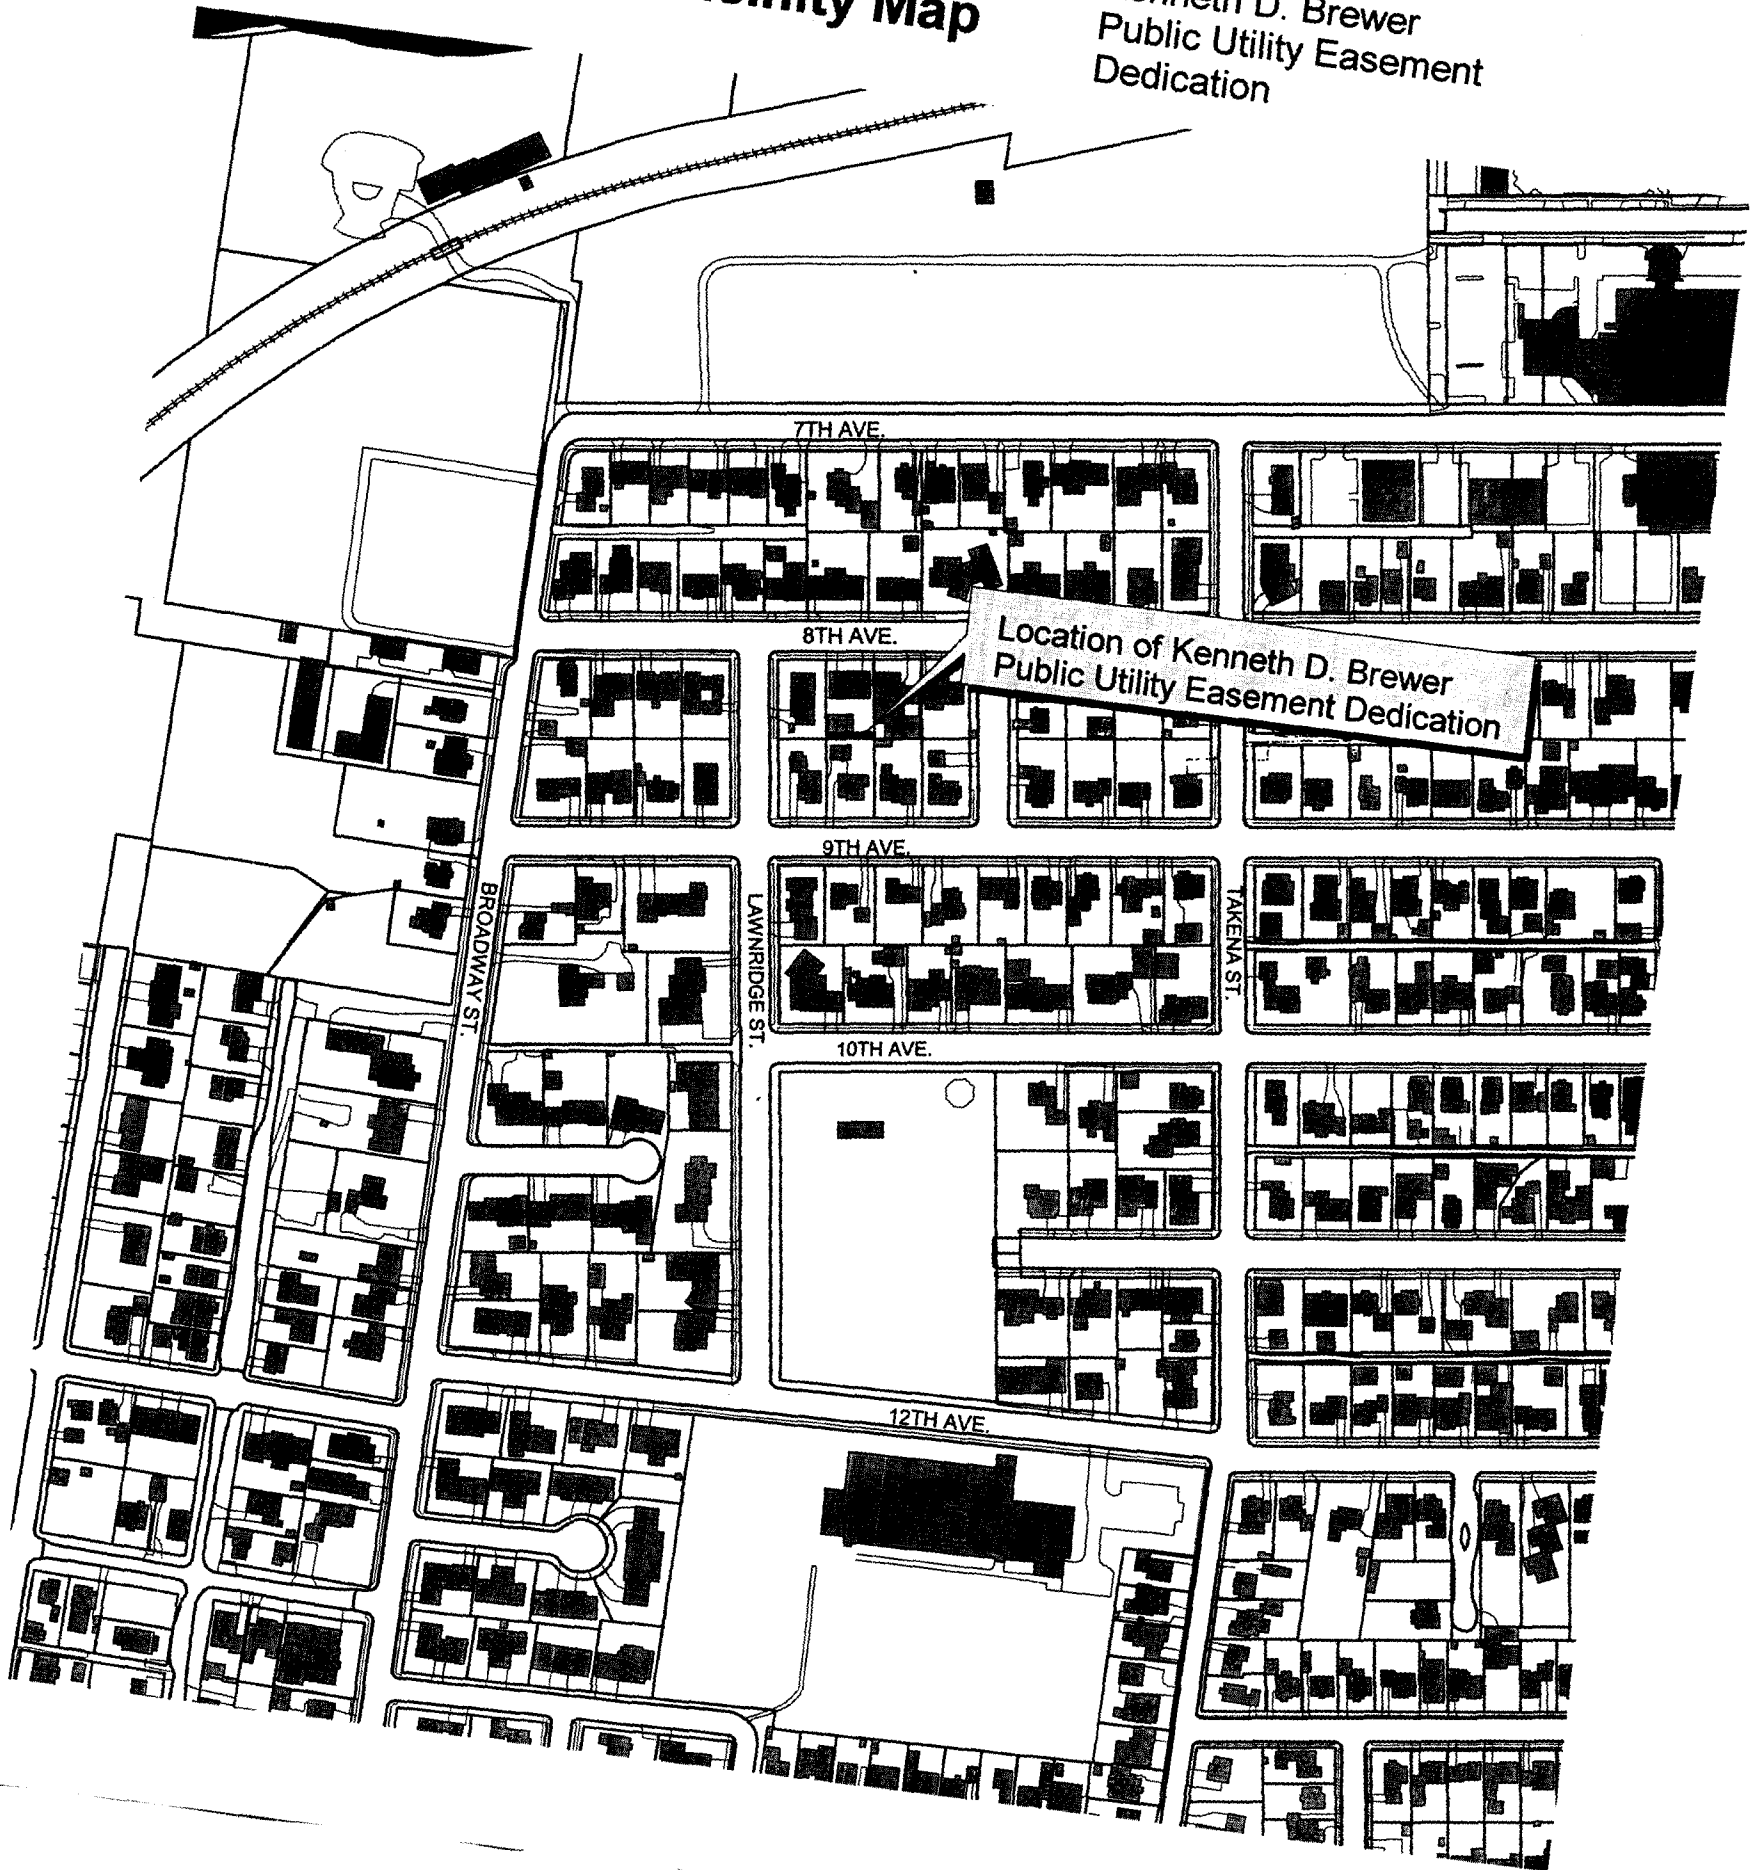 Map
D. Brewer
Public Utility Easement
Dedication
7TH AVE.
8TH AVE.
Location of Kenneth D. Brewer
Public Utility Easement Dedication
9TH AVE.
BROADWAY ST.
LAWNRIDGE ST.
TAKENA ST.
10TH AVE.
12TH AVE.